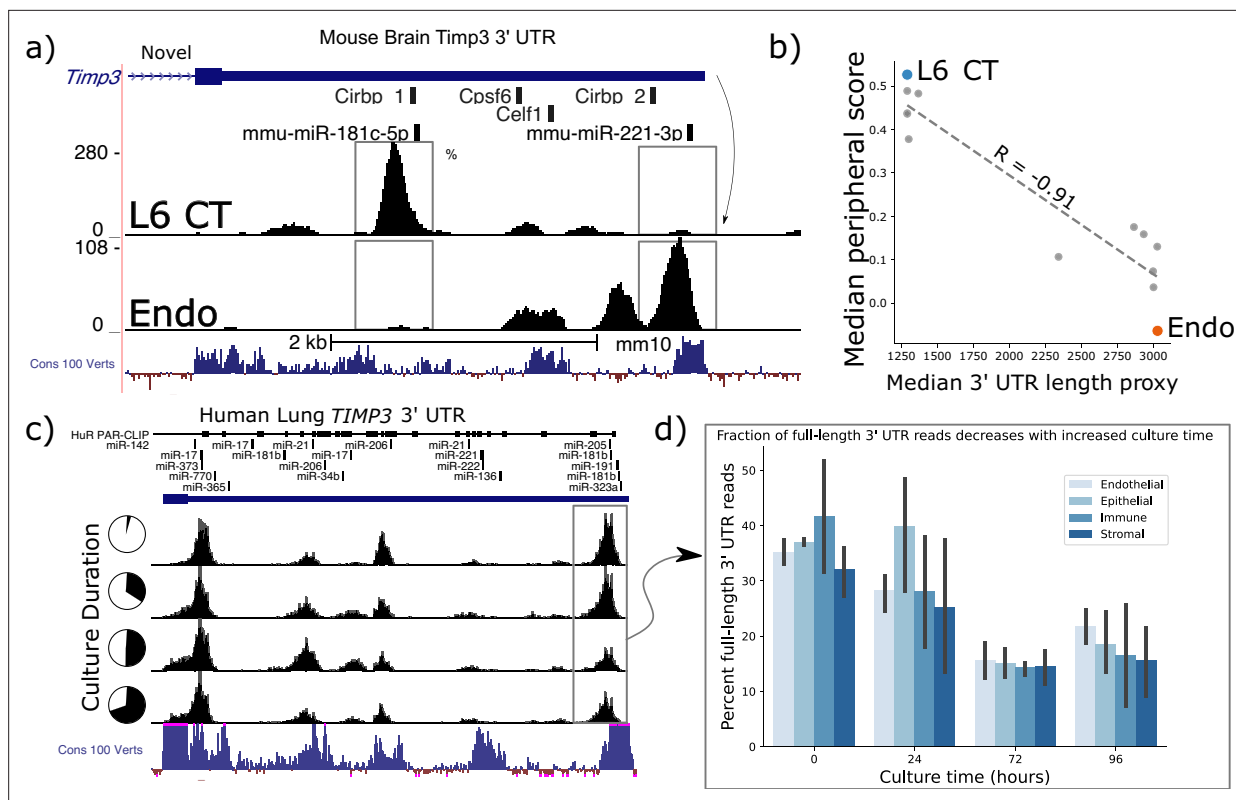 a)
Mouse Brain Timp3 3' UTR
Novel
Timp3
Cirbp 1
Cpsf6
Cirbp 2
Celf1
mmu-miR-181c-5p
mmu-miR-221-3p
280 -
%
L6 CT
0
108 -
Endo
0
2 kb
mm10
Cons 100 Verts
b)
L6 CT
0.5
0.4
0.3
0.2
0.1
0.0
R = -0.91
Endo
Median peripheral score
1250 1500 1750 2000 2250 2500 2750 3000
Median 3' UTR length proxy
c)
Human Lung TIMP3 3' UTR
HuR PAR-CLIP
miR-142 miR-17 miR-21 miR-206 miR-21 miR-205
miR-17 miR-181b miR-17 miR-221 miR-181b
miR-373 miR-206 miR-222 miR-191
miR-770 miR-34b miR-136 miR-181b
miR-365 miR-323a
Culture Duration
Cons 100 Verts
d)
Fraction of full-length 3' UTR reads decreases with increased culture time
Endothelial
Epithelial
Immune
Stromal
50
40
30
20
10
0
Percent full-length 3' UTR reads
0 24 72 96
Culture time (hours)